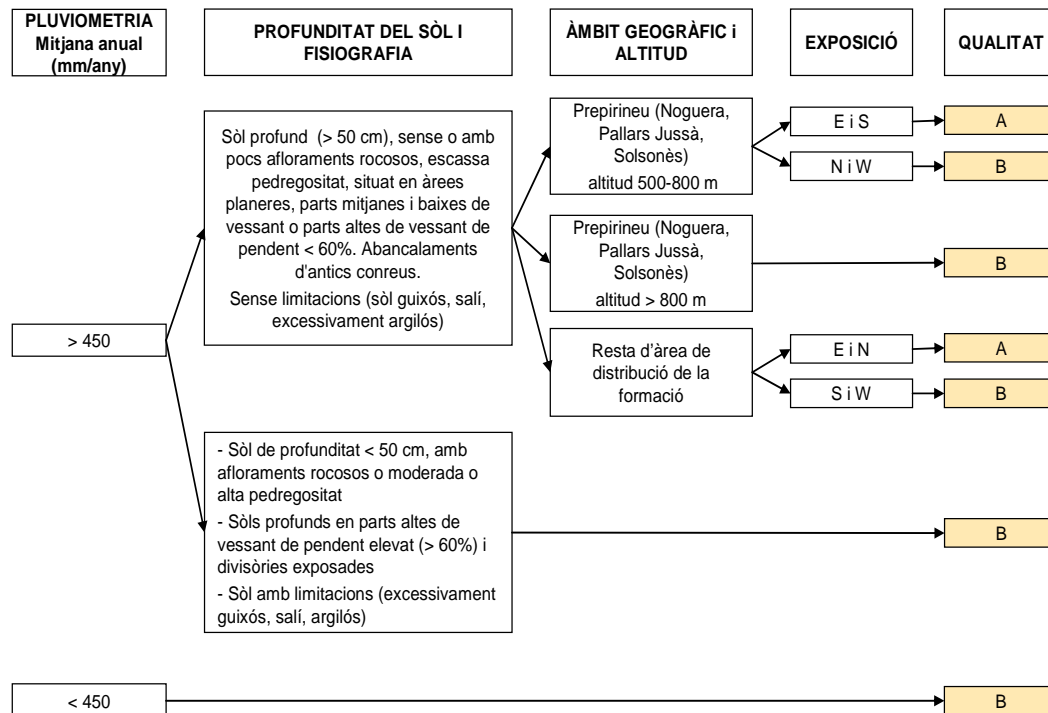 PLUVIOMETRIA
Mitjana anual
(mm/any)
PROFUNDITAT DEL SÒL I
FISIOGRAFIA
ÀMBIT GEOGRÀFIC i
ALTITUD
EXPOSICIÓ
QUALITAT
> 450
Sòl profund (> 50 cm), sense o amb
pocs afloraments rocosos, escassa
pedregositat, situat en àrees
planeres, parts mitjanes i baixes de
vessant o parts altes de vessant de
pendent < 60%. Abancalaments
d'antics conreus.
Sense limitacions (sòl guixós, salí,
excessivament argilós)
Prepirineu (Noguera,
Pallars Jussà,
Solsonès)
altitud 500-800 m
E i S
A
N i W
B
Prepirineu (Noguera,
Pallars Jussà,
Solsonès)
altitud > 800 m
B
Resta d'àrea de
distribució de la
formació
E i N
A
S i W
B
- Sòl de profunditat < 50 cm, amb
afloraments rocosos o moderada o
alta pedregositat
- Sòls profunds en parts altes de
vessant de pendent elevat (> 60%) i
divisòries exposades
- Sòl amb limitacions (excessivament
guixós, salí, argilós)
B
< 450
B